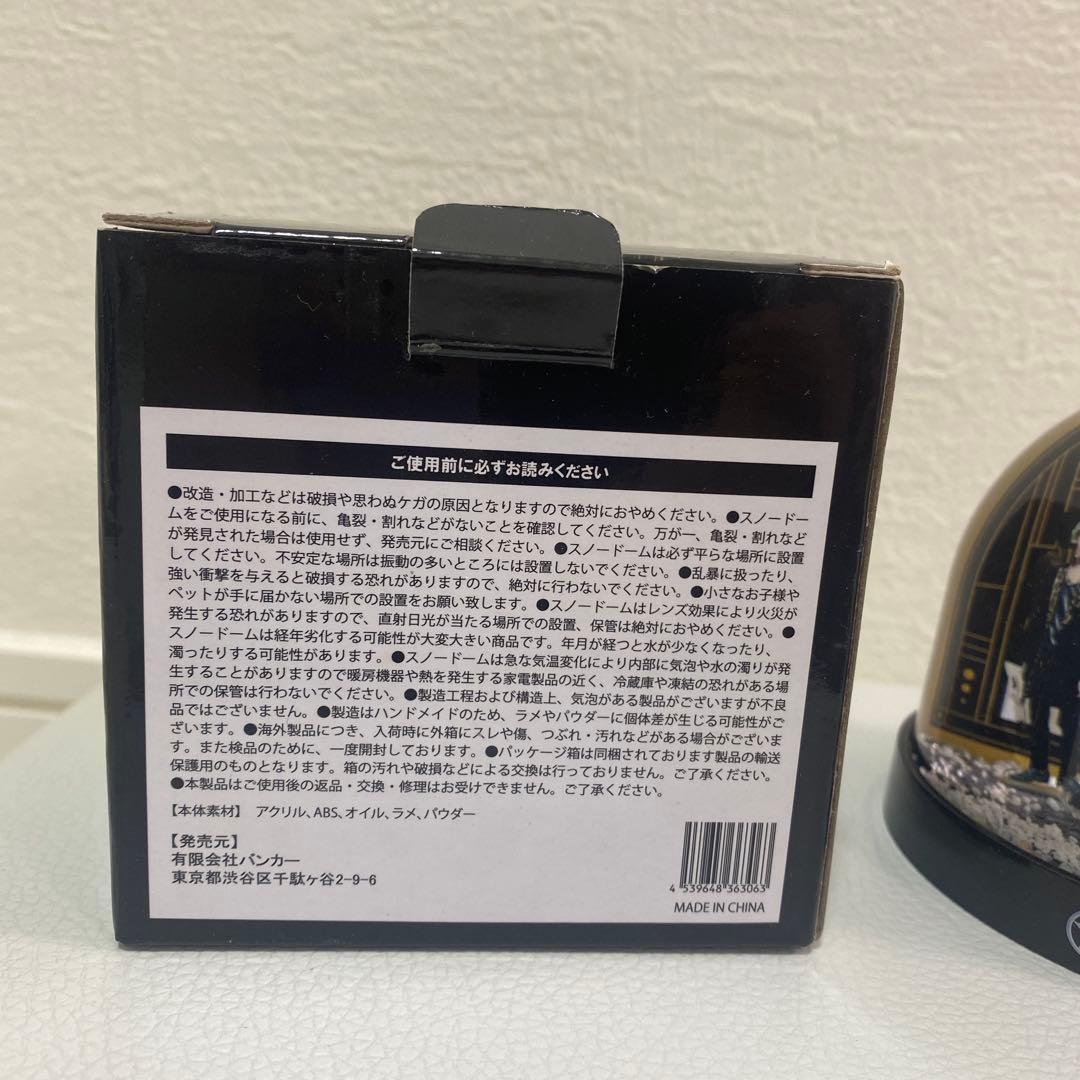 ご使用前に必ずお読みください
●改造・加工などは破損や思わぬケガの原因となりますので絶対におやめください。●スノードー
ムをご使用になる前に、亀裂・割れなどがないことを確認してください。万が一、亀裂・割れなど
が発見された場合は使用せず、発売元にご相談ください。●スノードームは必ず平らな場所に設置
してください。不安定な場所は振動の多いところには設置しないでください。●乱暴に扱ったり、
強い衝撃を与えると破損する恐れがありますので、絶対に行わないでください。●小さなお子様や
ペットが手に届かない場所での設置をお願い致します。●スノードームはレンズ効果により火災が
発生する恐れがありますので、直射日光が当たる場所での設置、保管は絶対におやめください。●
スノードームは経年劣化する可能性が大変大きい商品です。年月が経つと水が少なくなったり、
濁ったりする可能性があります。●スノードームは急な気温変化により内部に気泡や水の濁りが発
生することがありますので暖房機器や熱を発生する家電製品の近く、冷蔵庫や凍結の恐れがある場
所での保管は行わないでください。●製造工程および構造上、気泡がある製品がございますが不良
品ではございません。●製造はハンドメイドのため、ラメやパウダーに個体差が生じる可能性がご
ざいます。●海外製品につき、入荷時に外箱にスレや傷、つぶれ・汚れなどがある場合がございま
す。また検品のために、一度開封しております。●パッケージ箱は同梱されております製品の輸送
保護用のものとなります。箱の汚れや破損などによる交換は行っておりません。ご了承ください。
●本製品はご使用後の返品・交換・修理はお受けできません。ご了承ください。
【本体素材】 アクリル、ABS、オイル、ラメ、パウダー
【発売元】
有限会社バンカー
東京都渋谷区千駄ヶ谷2-9-6
4 539648 363063
MADE IN CHINA